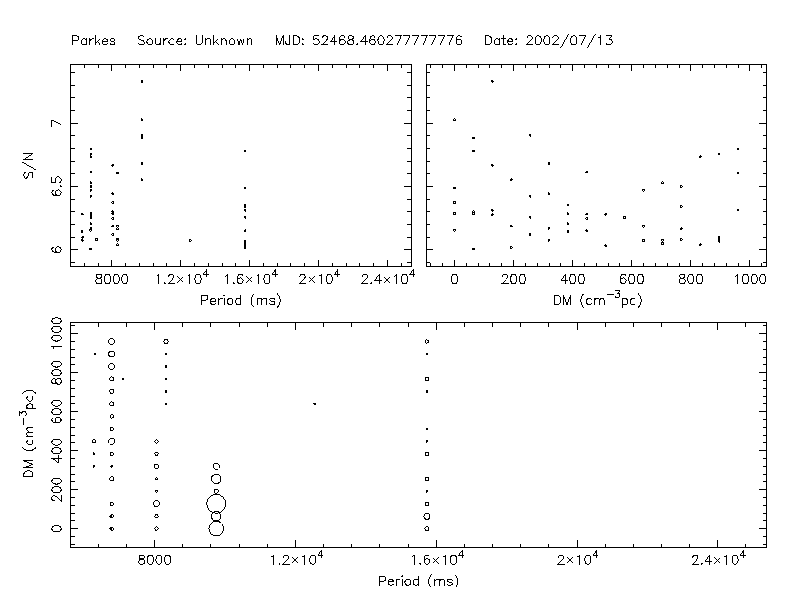 Parkes Source: Unknown MJD: 52468.460277777776 Date: 2002/07/13
S/N
7
6.5
6
8000 1.2×10⁴ 1.6×10⁴ 2×10⁴ 2.4×10⁴
Period (ms)
0 200 400 600 800 1000
DM (cm⁻³pc)
DM (cm⁻³pc)
1000
800
600
400
200
0
8000 1.2×10⁴ 1.6×10⁴ 2×10⁴ 2.4×10⁴
Period (ms)